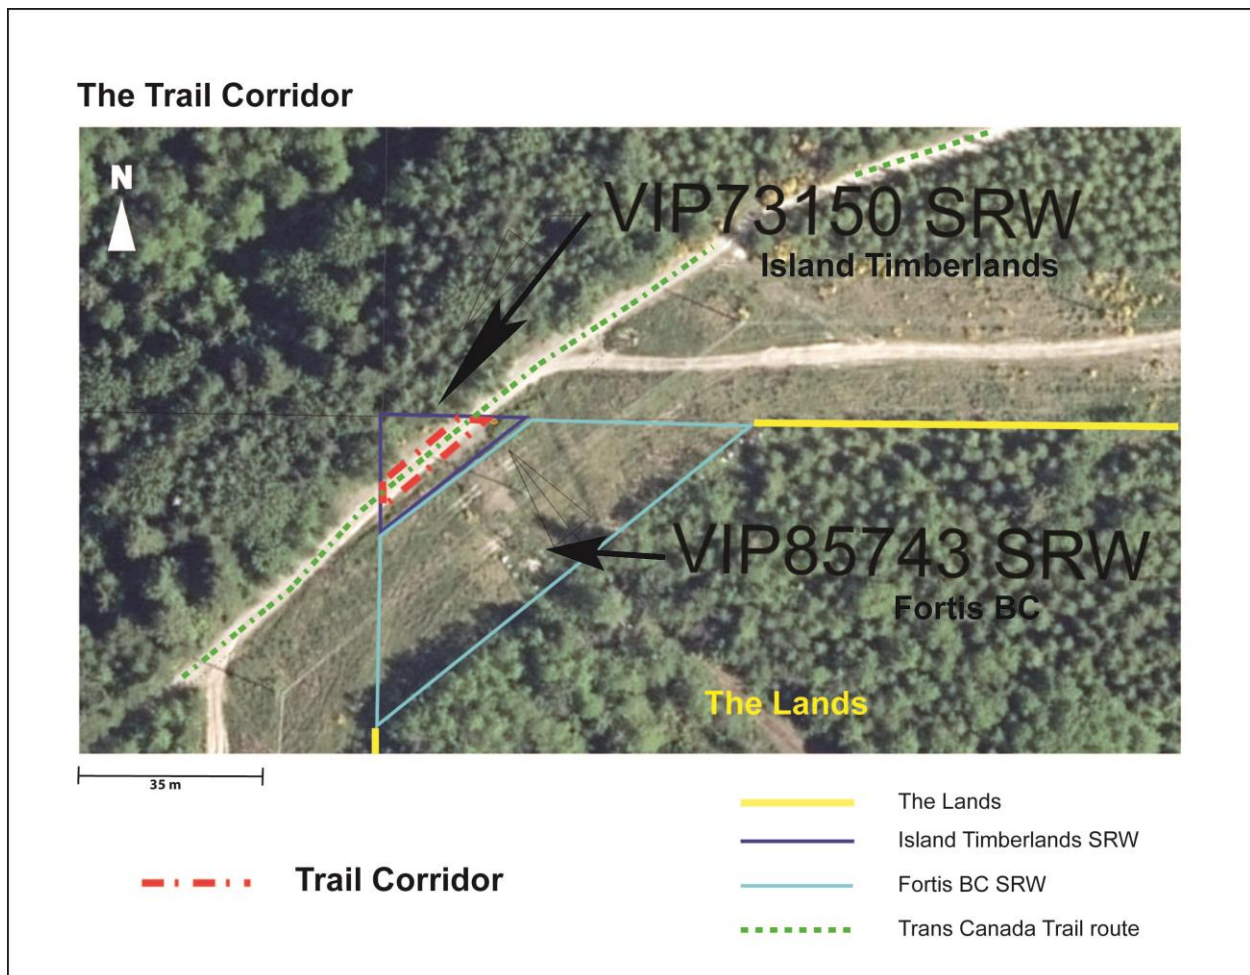 The Trail Corridor
N
VIP73150 SRW
Island Timberlands
VIP85743 SRW
Fortis BC
The Lands
35 m
The Lands
Island Timberlands SRW
Trail Corridor
Fortis BC SRW
Trans Canada Trail route